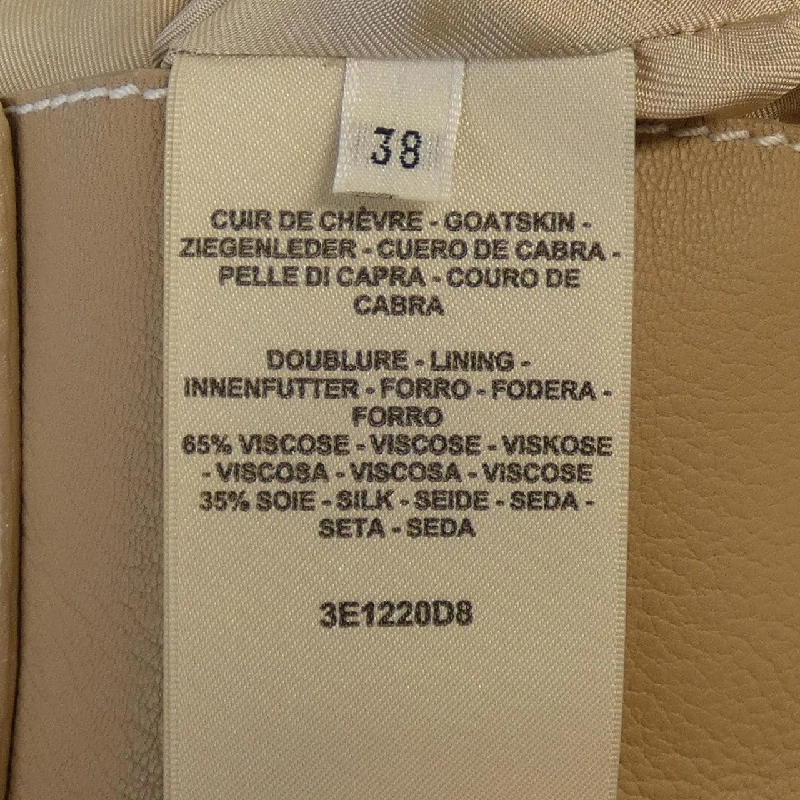 38
CUIR DE CHÈVRE - GOATSKIN -
ZIEGENLEDER - CUERO DE CABRA -
PELLE DI CAPRA - COURO DE
CABRA
DOUBLURE - LINING -
INNENFUTTER - FORRO - FODERA -
FORRO
65% VISCOSE - VISCOSE - VISKOSE
- VISCOSA - VISCOSA - VISCOSE
35% SOIE - SILK - SEIDE - SEDA -
SETA - SEDA
3E1220D8